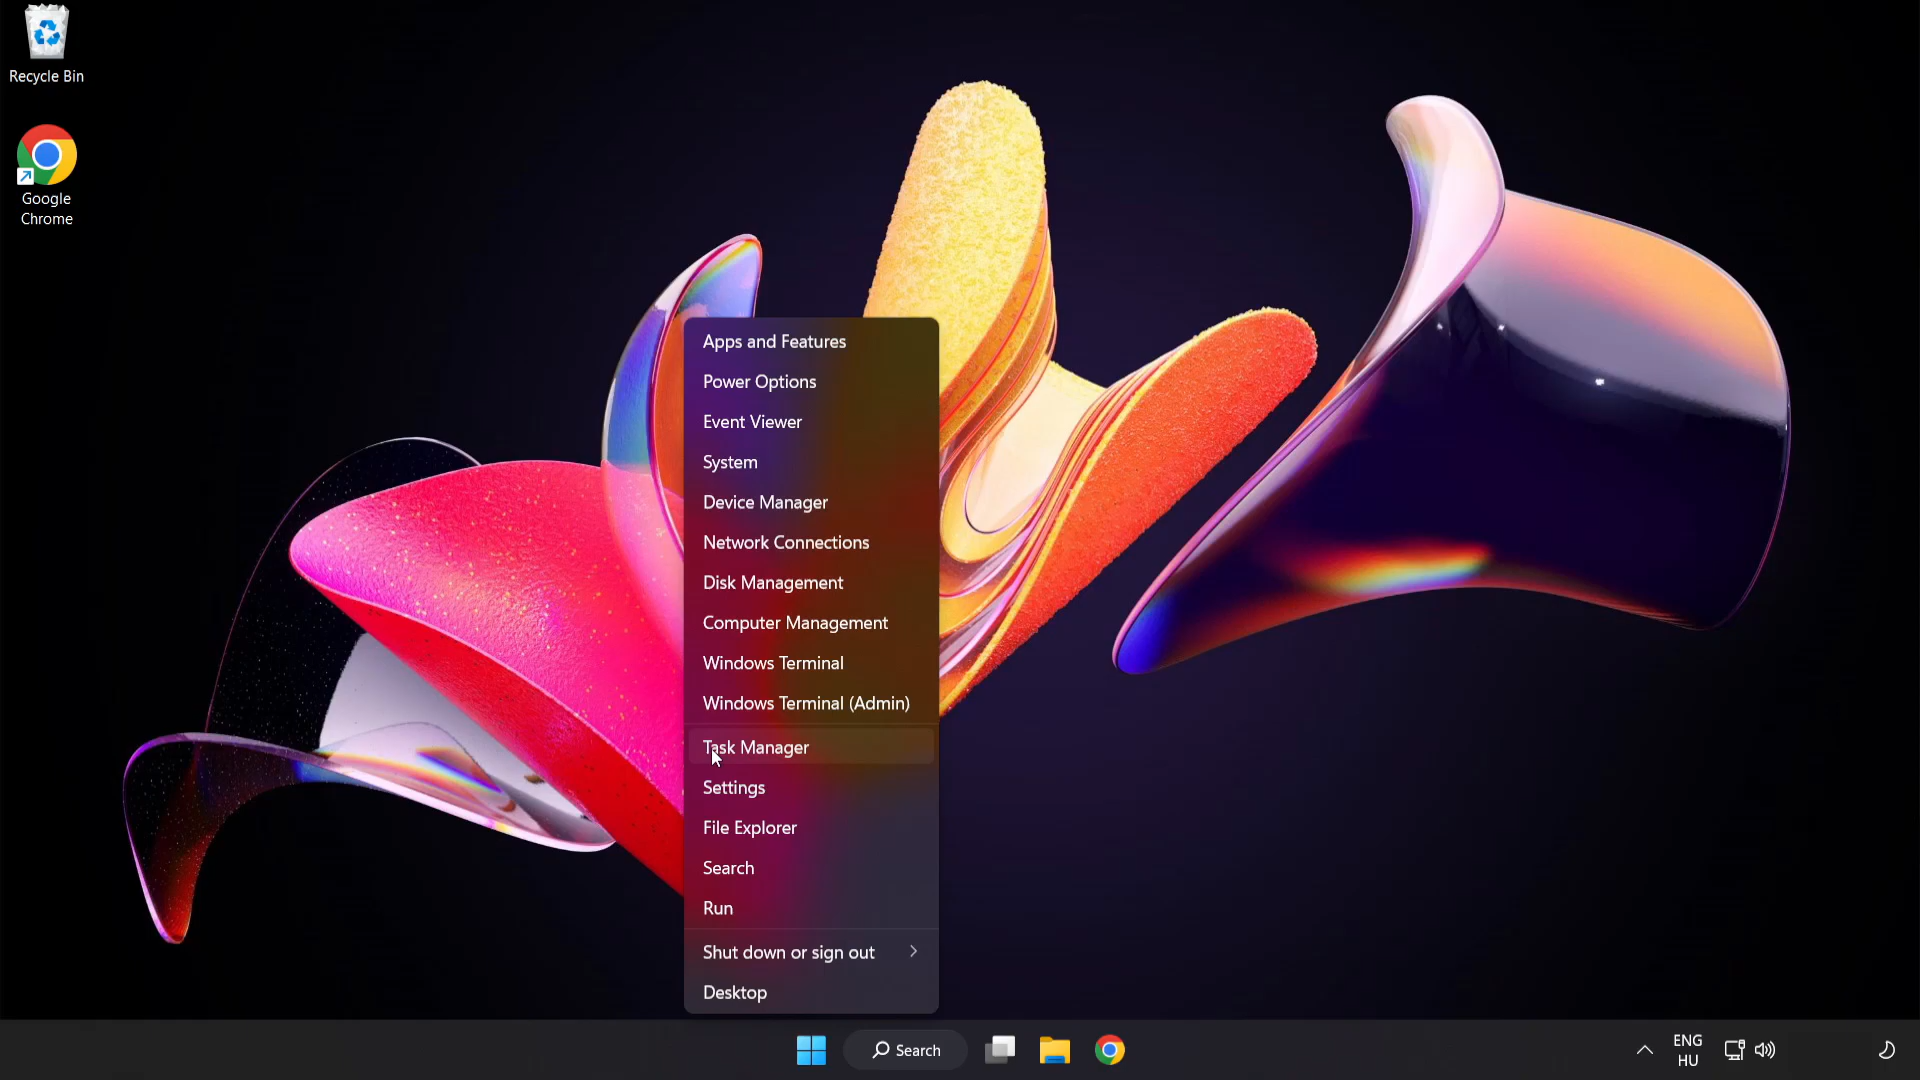 Recycle Bin
Google
Chrome
Apps and Features
Power Options
Event Viewer
System
Device Manager
Network Connections
Disk Management
Computer Management
Windows Terminal
Windows Terminal (Admin)
Task Manager
Settings
File Explorer
Search
Run
Shut down or sign out
Desktop
Search
ENG
HU